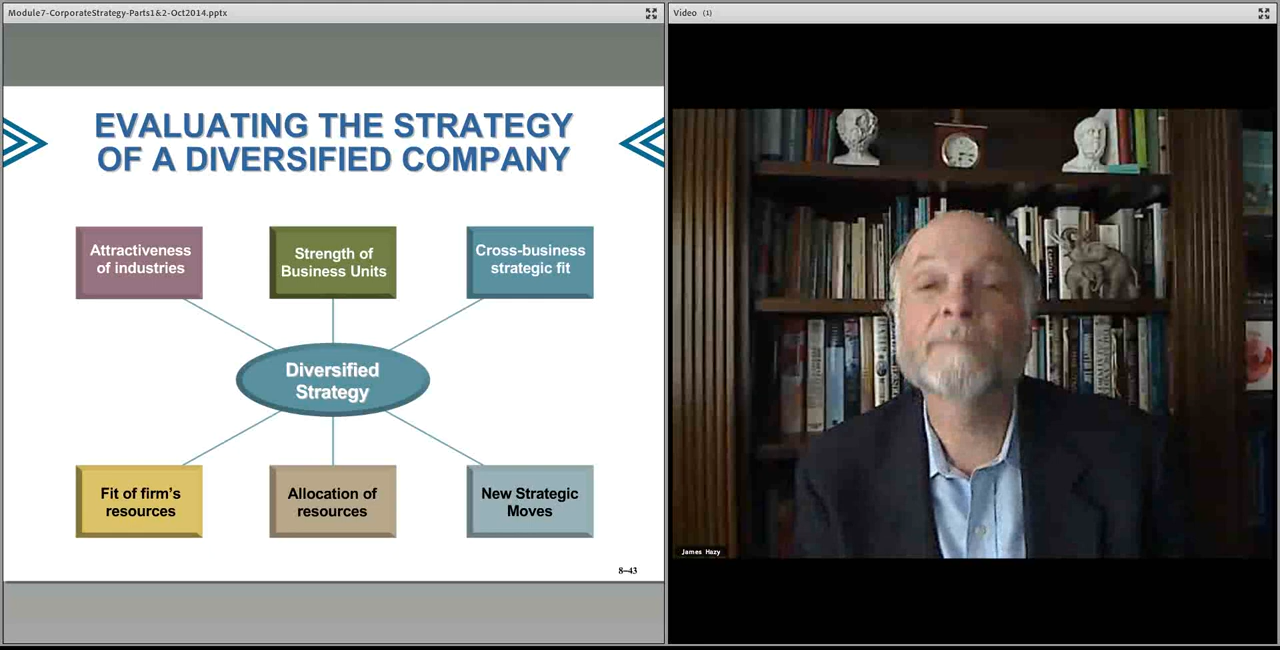 Module7-CorporateStrategy-Parts1&2-Oct2014.pptx
Video (1)
EVALUATING THE STRATEGY
OF A DIVERSIFIED COMPANY
Attractiveness
of industries
Strength of
Business Units
Cross-business
strategic fit
Diversified
Strategy
Fit of firm's
resources
Allocation of
resources
New Strategic
Moves
8–43
James Hazy